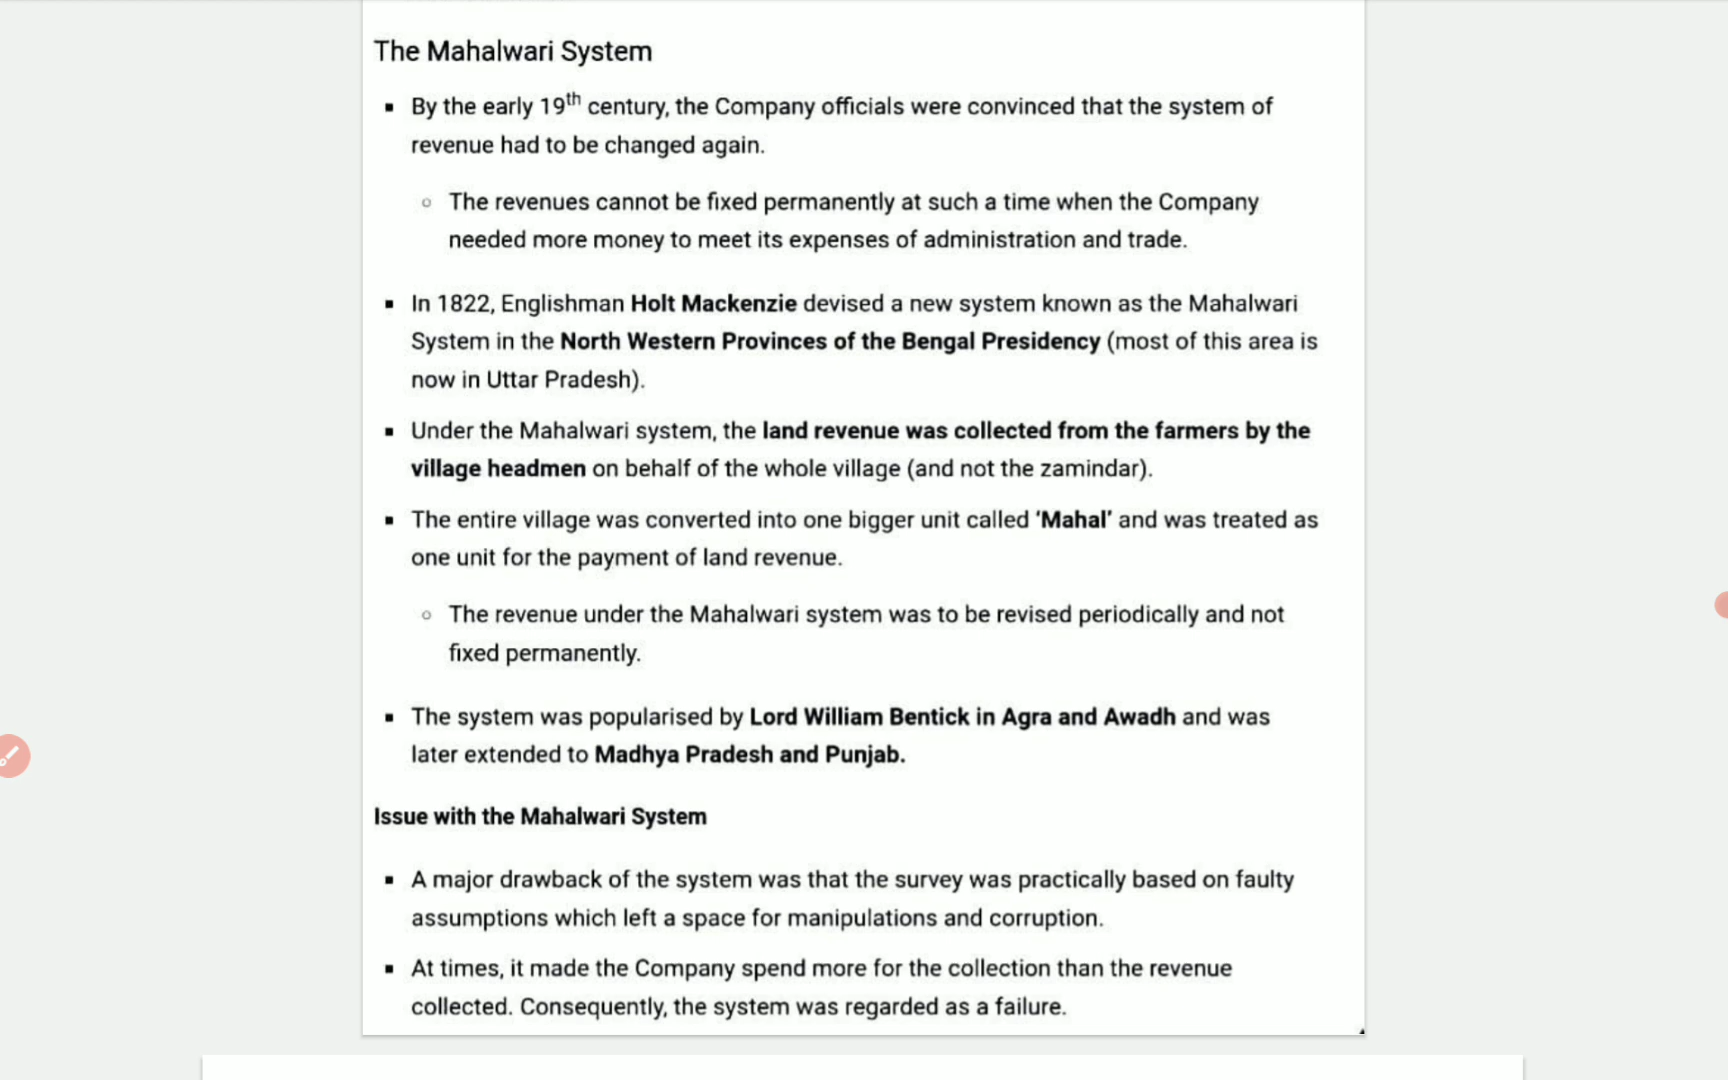 The Mahalwari System
▪ By the early 19th century, the Company officials were convinced that the system of
revenue had to be changed again.
○ The revenues cannot be fixed permanently at such a time when the Company
needed more money to meet its expenses of administration and trade.
▪ In 1822, Englishman Holt Mackenzie devised a new system known as the Mahalwari
System in the North Western Provinces of the Bengal Presidency (most of this area is
now in Uttar Pradesh).
▪ Under the Mahalwari system, the land revenue was collected from the farmers by the
village headmen on behalf of the whole village (and not the zamindar).
▪ The entire village was converted into one bigger unit called ‘Mahal’ and was treated as
one unit for the payment of land revenue.
○ The revenue under the Mahalwari system was to be revised periodically and not
fixed permanently.
▪ The system was popularised by Lord William Bentick in Agra and Awadh and was
later extended to Madhya Pradesh and Punjab.
Issue with the Mahalwari System
▪ A major drawback of the system was that the survey was practically based on faulty
assumptions which left a space for manipulations and corruption.
▪ At times, it made the Company spend more for the collection than the revenue
collected. Consequently, the system was regarded as a failure.